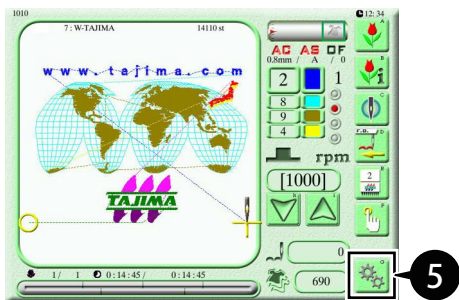 1010
12: 34
7 : W-TAJIMA 14110 st
www.tajima.com
TAJIMA
AC AS OF
0.8mm / A / 0
2 1
8
9
4
rpm
[1000]
2
0
690
1/ 1 0 : 14 : 45 / 0 : 14 : 45
5